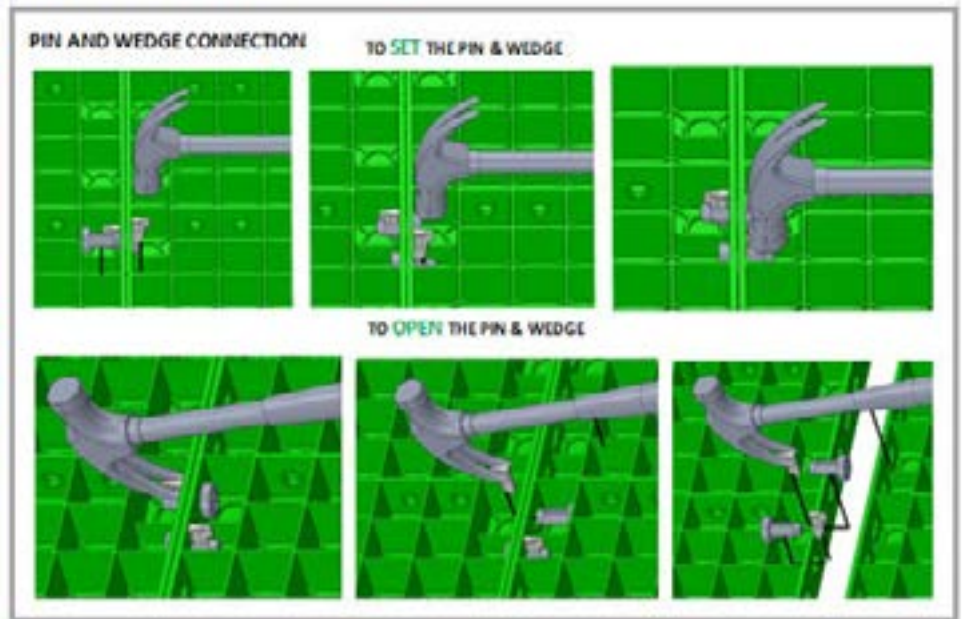 PIN AND WEDGE CONNECTION
TO SET THE PIN & WEDGE
TO OPEN THE PIN & WEDGE